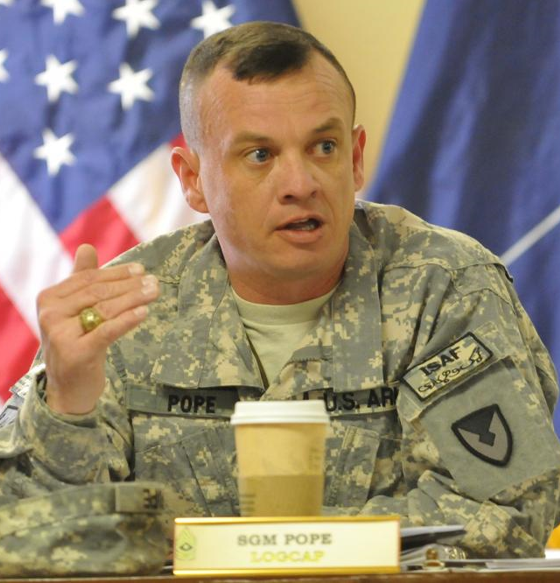 ISAF
POPE
U.S. AR
SGM POPE
LOGCAP